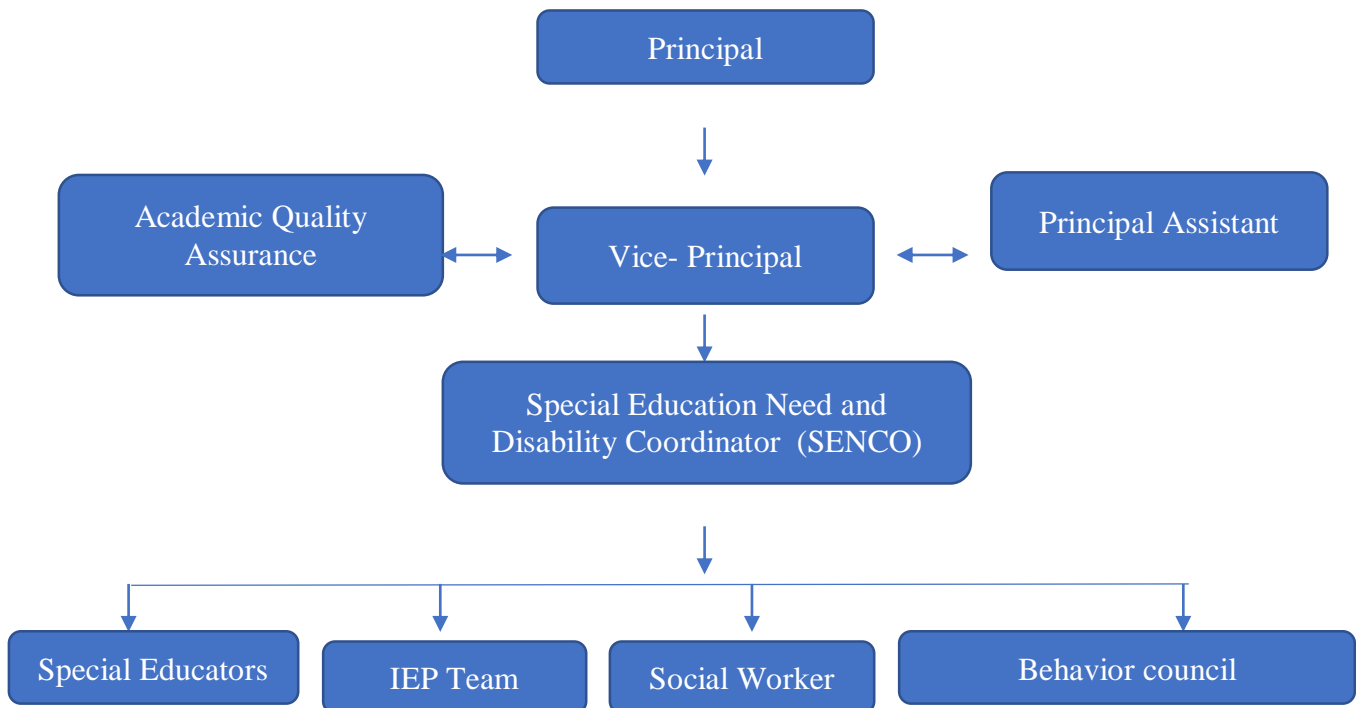 Principal
Academic Quality
Assurance
Vice- Principal
Principal Assistant
Special Education Need and
Disability Coordinator  (SENCO)
Special Educators
IEP Team
Social Worker
Behavior council